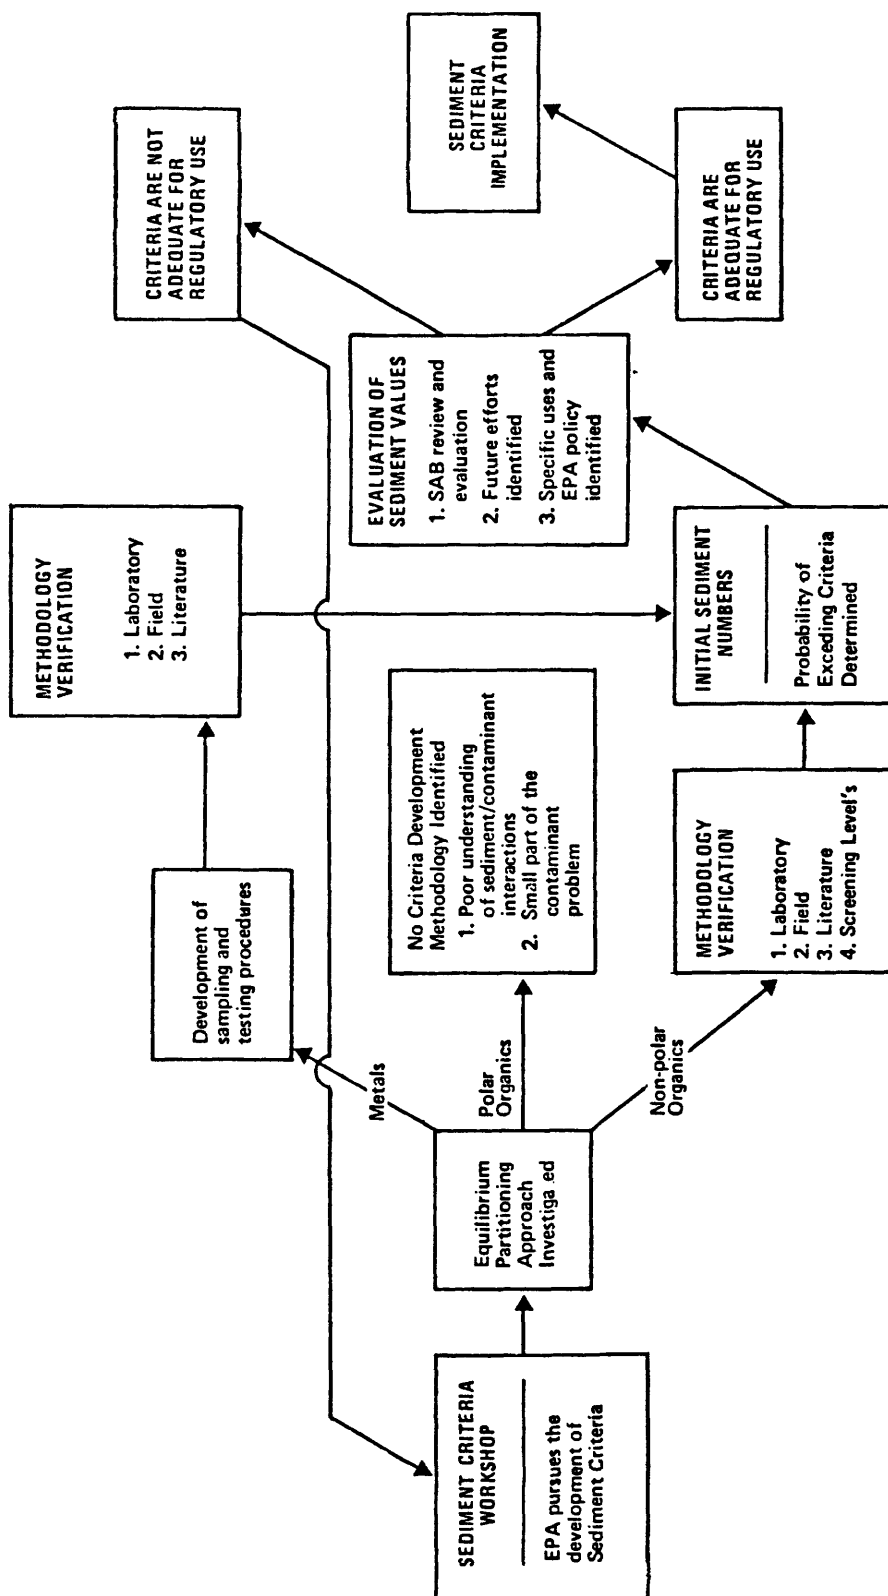 SEDIMENT CRITERIA
WORKSHOP
EPA pursues the
development of
Sediment Criteria
Equilibrium
Partitioning
Approach
Investiga ed
Metals
Polar
Organics
Non-polar
Organics
Development of
sampling and
testing procedures
No Criteria Development
Methodology Identified
1. Poor understanding
of sediment/contaminant
interactions
2. Small part of the
contaminant
problem
METHODOLOGY
VERIFICATION
1. Laboratory
2. Field
3. Literature
4. Screening Level's
METHODOLOGY
VERIFICATION
1. Laboratory
2. Field
3. Literature
INITIAL SEDIMENT
NUMBERS
Probability of
Exceding Criteria
Determined
EVALUATION OF
SEDIMENT VALUES
1. SAB review and
evaluation
2. Future efforts
identified
3. Specific uses and
EPA policy
identified
CRITERIA ARE NOT
ADEQUATE FOR
REGULATORY USE
CRITERIA ARE
ADEQUATE FOR
REGULATORY USE
SEDIMENT
CRITERIA
IMPLEMENTATION